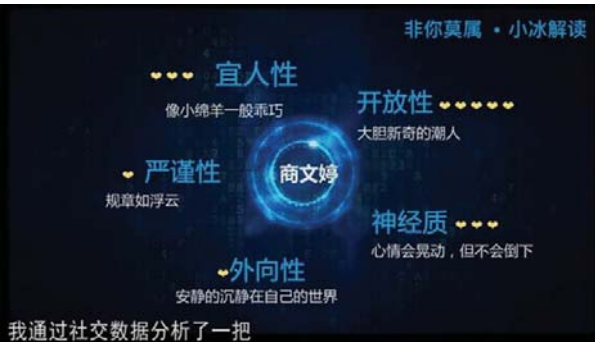 非你莫属 • 小冰解读
宜人性
像小绵羊一般乖巧
开放性
大胆新奇的潮人
严谨性
规章如浮云
商文婷
神经质
心情会晃动，但不会倒下
外向性
安静的沉静在自己的世界
我通过社交数据分析了一把